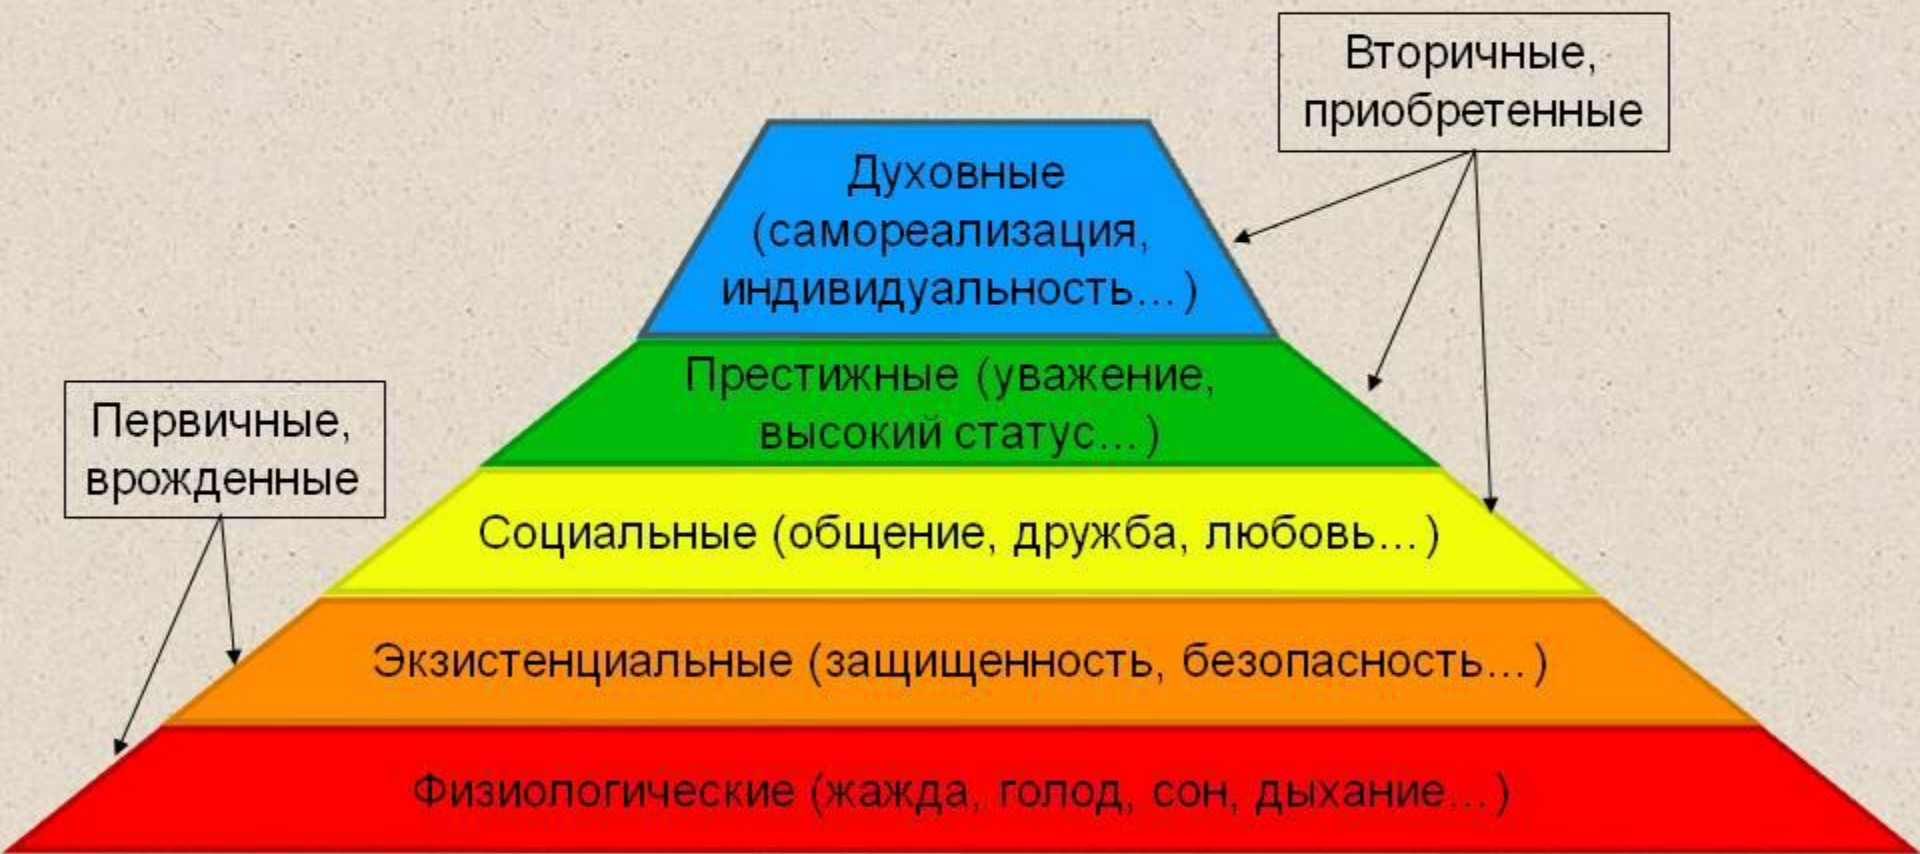 Вторичные,
приобретенные
Духовные
(самореализация,
индивидуальность...)
Престижные (уважение,
высокий статус...)
Первичные,
врожденные
Социальные (общение, дружба, любовь...)
Экзистенциальные (защищенность, безопасность...)
Физиологические (жажда, голод, сон, дыхание...)